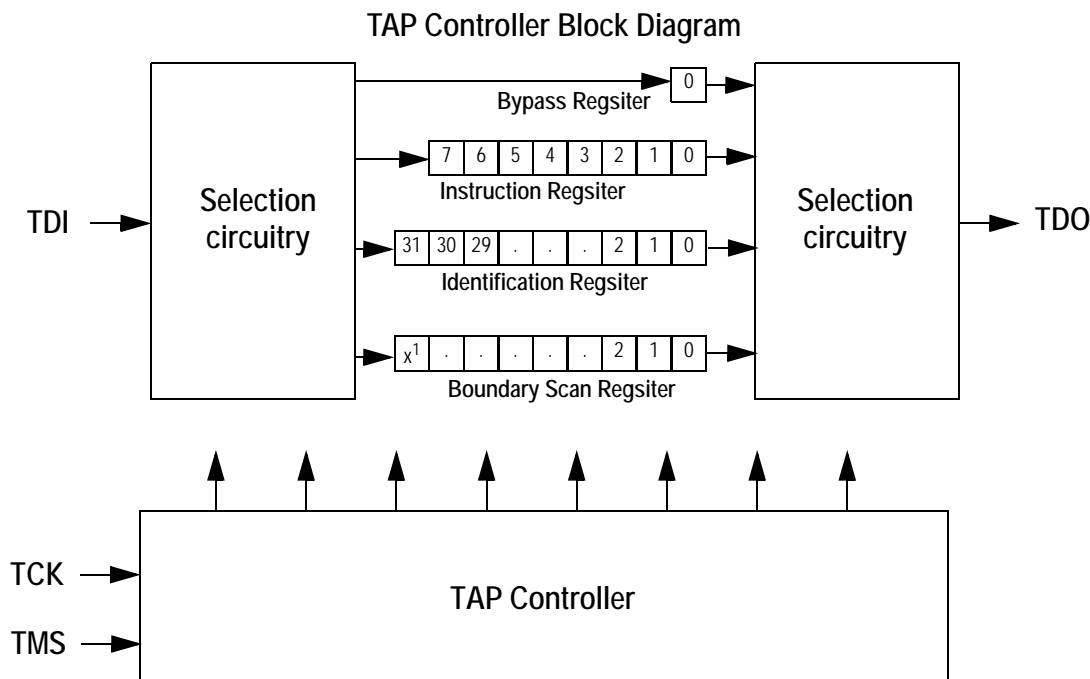 TAP Controller Block Diagram
0
Bypass Regsiter
7 6 5 4 3 2 1 0
Instruction Regsiter
Selection
circuitry
Selection
circuitry
TDI
TDO
31 30 29 . . . 2 1 0
Identification Regsiter
x1 . . . . . 2 1 0
Boundary Scan Regsiter
TCK
TAP Controller
TMS